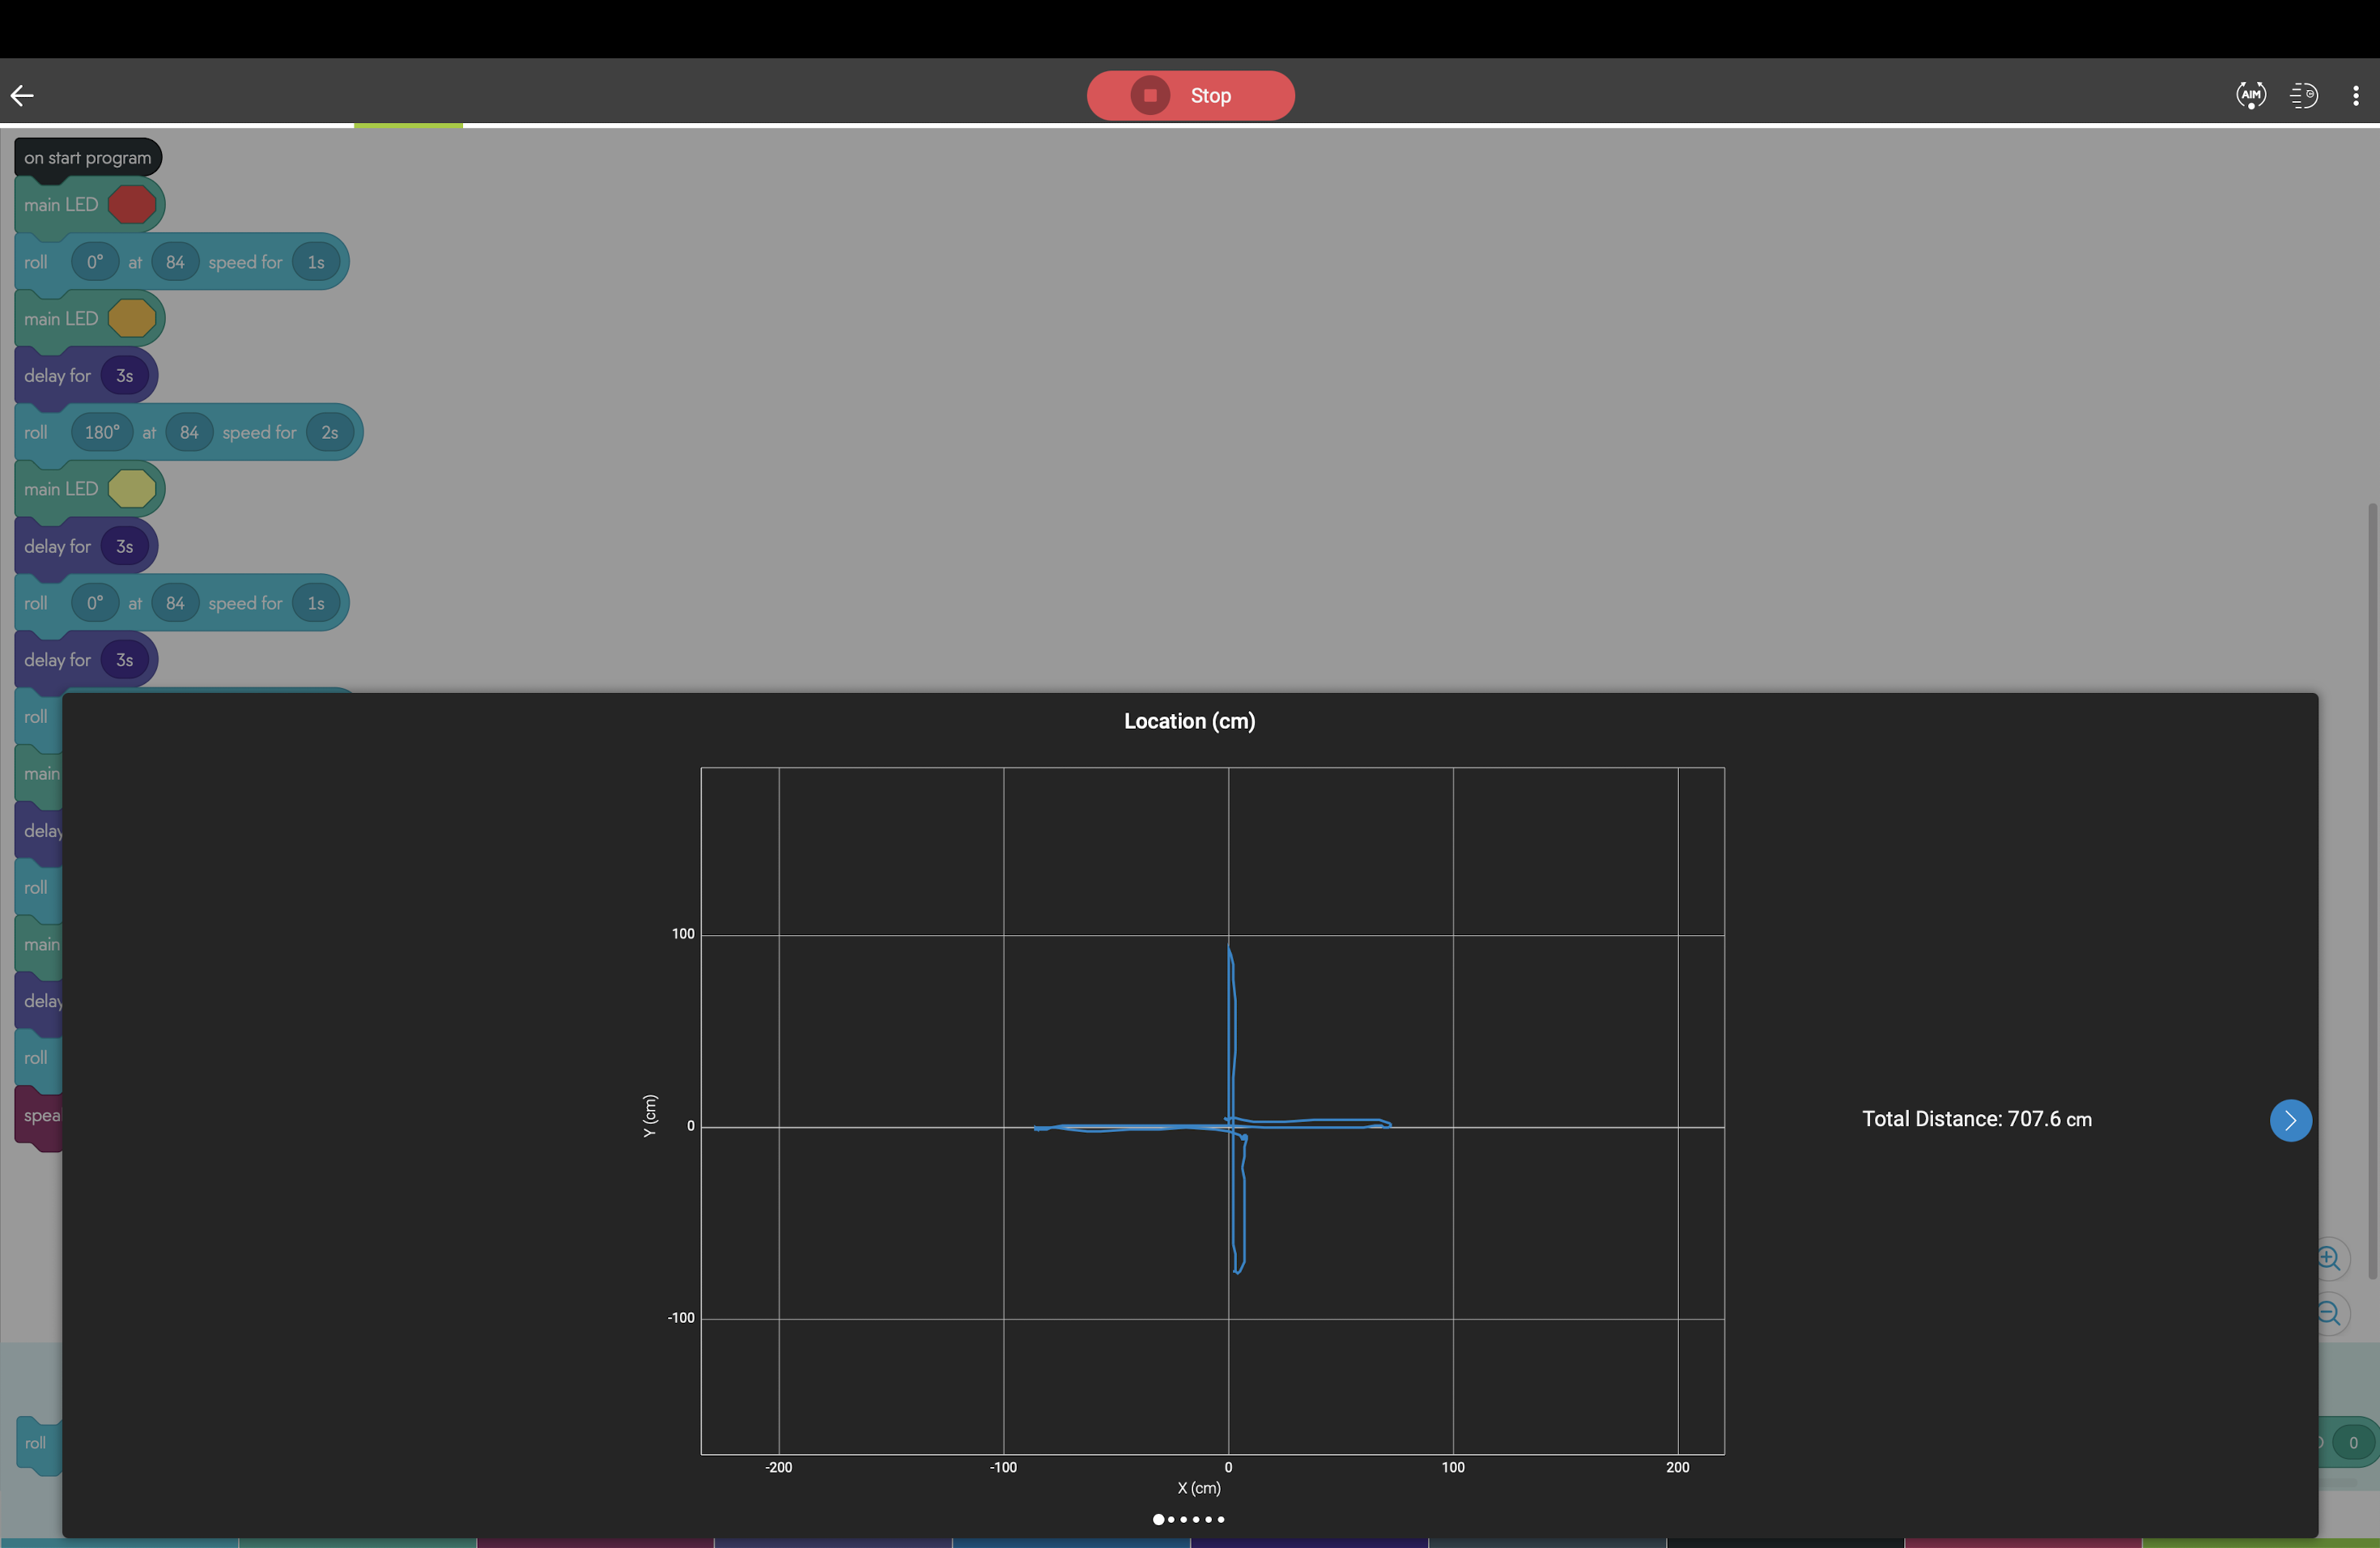 Stop
AIM
on start program
main LED
roll 0° at 84 speed for 1s
main LED
delay for 3s
roll 180° at 84 speed for 2s
main LED
delay for 3s
roll 0° at 84 speed for 1s
delay for 3s
roll
main
delay
roll
main
delay
roll
spea
Location (cm)
100
0
-100
Y (cm)
-200 -100 0 100 200
X (cm)
Total Distance: 707.6 cm
roll
0